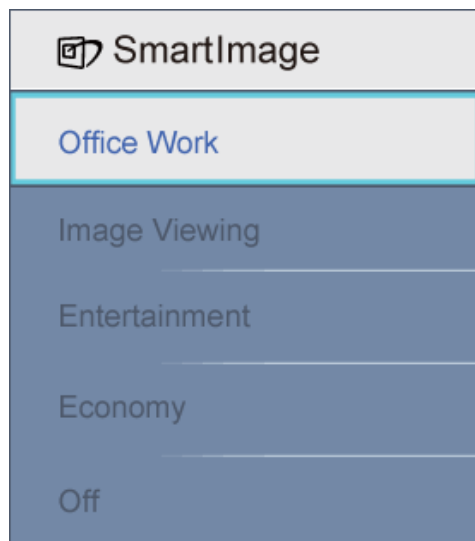 SmartImage
Office Work
Image Viewing
Entertainment
Economy
Off